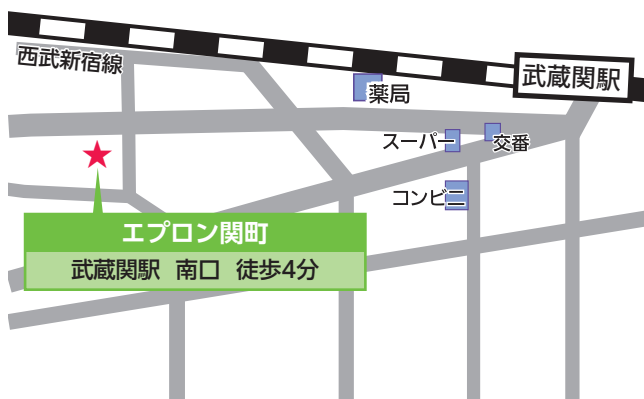 西武新宿線
武蔵関駅
薬局
スーパー
交番
コンビニ
エプロン関町
武蔵関駅 南口 徒歩4分